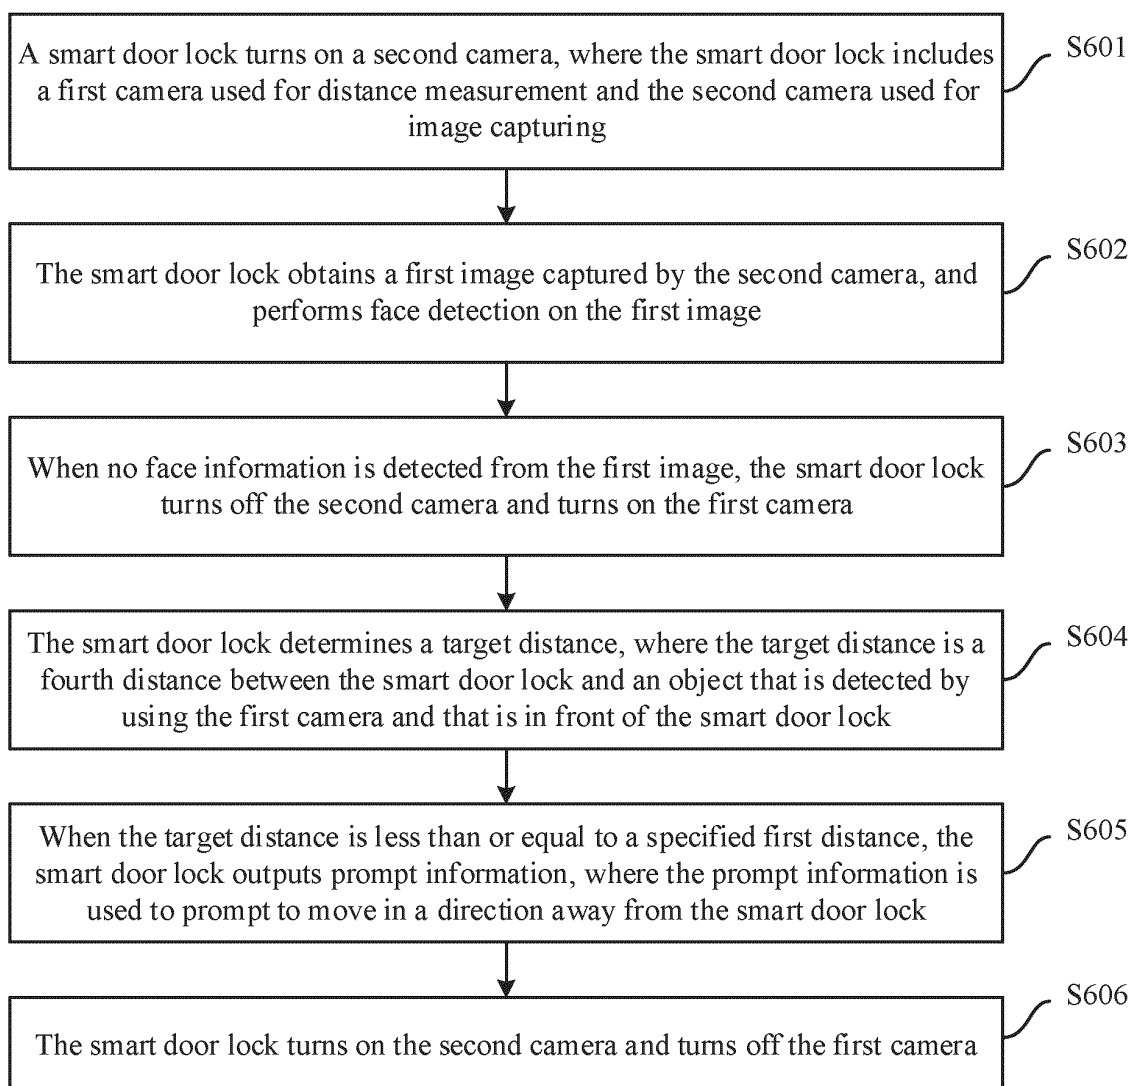 A smart door lock turns on a second camera, where the smart door lock includes
a first camera used for distance measurement and the second camera used for
image capturing
S601
The smart door lock obtains a first image captured by the second camera, and
performs face detection on the first image
S602
When no face information is detected from the first image, the smart door lock
turns off the second camera and turns on the first camera
S603
The smart door lock determines a target distance, where the target distance is a
fourth distance between the smart door lock and an object that is detected by
using the first camera and that is in front of the smart door lock
S604
When the target distance is less than or equal to a specified first distance, the
smart door lock outputs prompt information, where the prompt information is
used to prompt to move in a direction away from the smart door lock
S605
The smart door lock turns on the second camera and turns off the first camera
S606